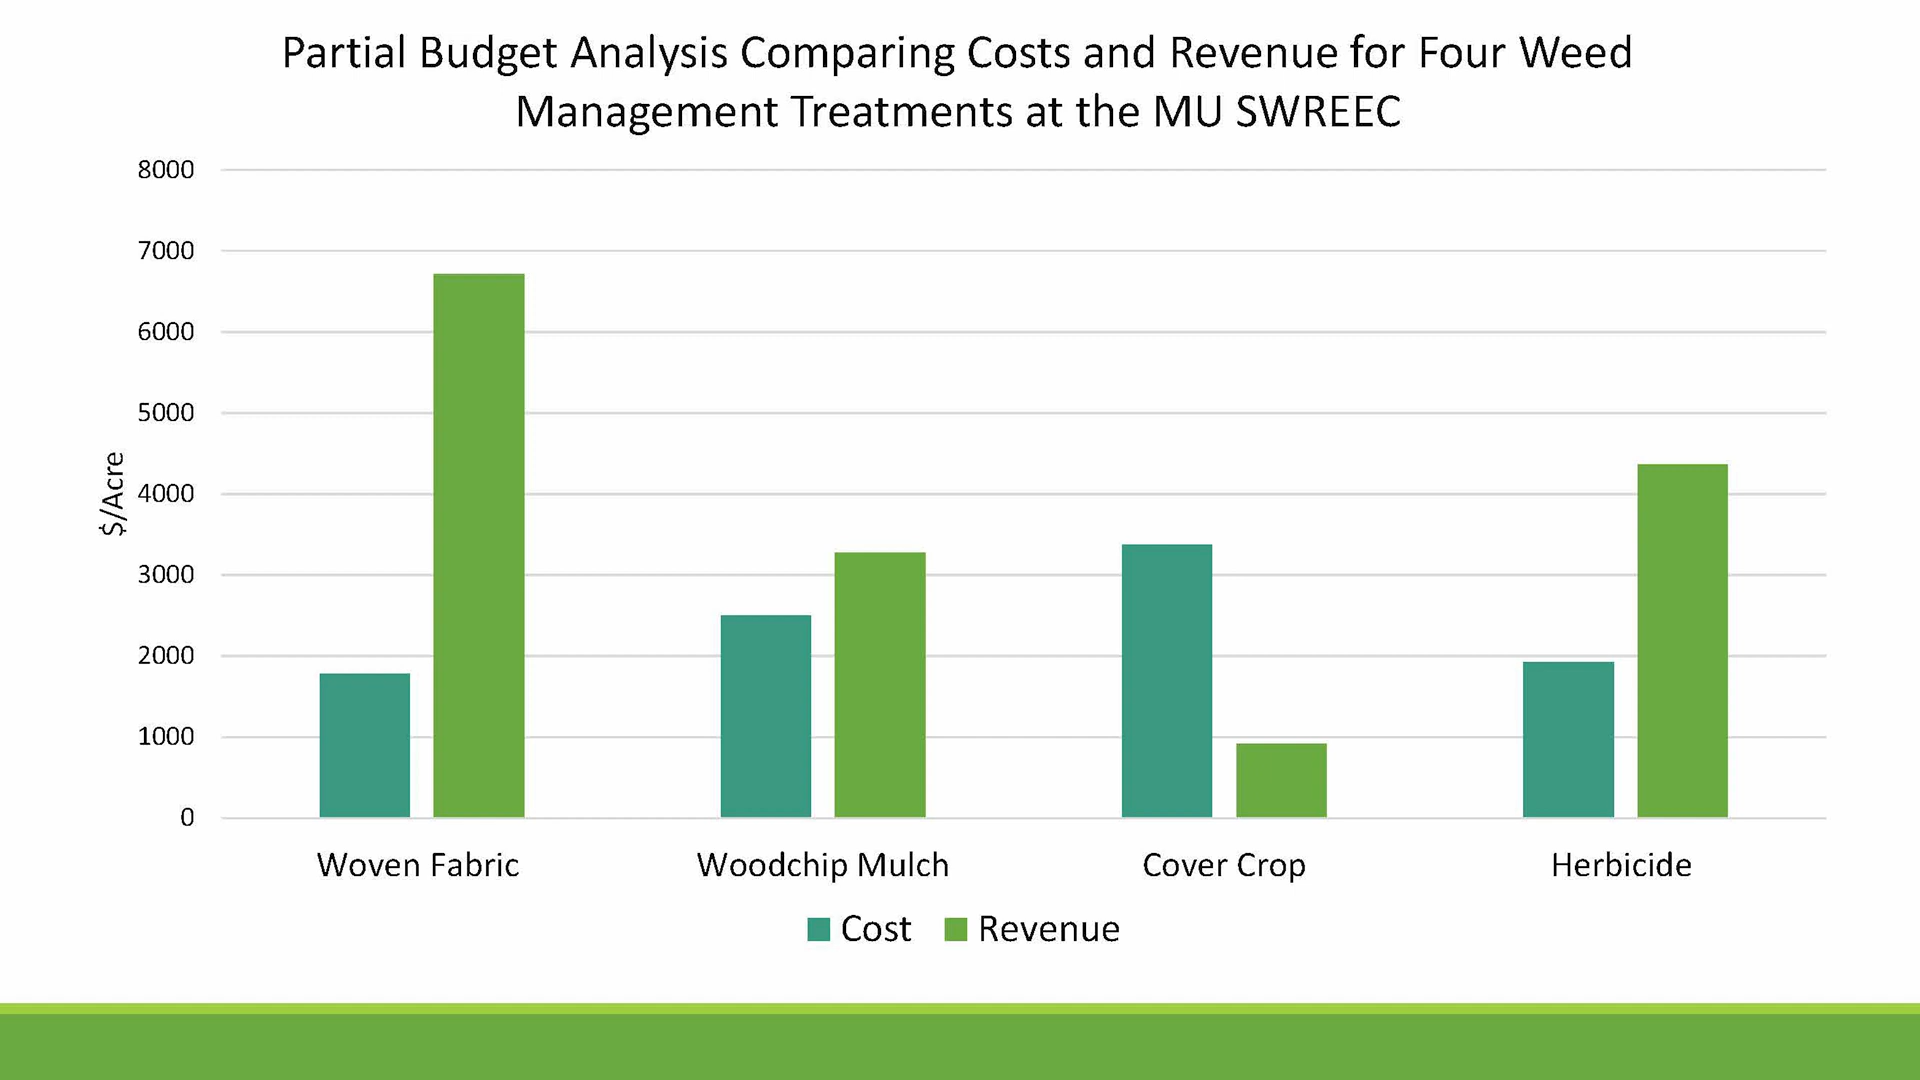 Partial Budget Analysis Comparing Costs and Revenue for Four Weed
Management Treatments at the MU SWREEC
8000
7000
6000
5000
4000
3000
2000
1000
0
$/Acre
Woven Fabric
Woodchip Mulch
Cover Crop
Herbicide
Cost
Revenue